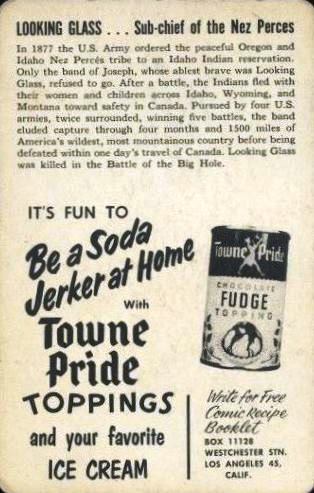 LOOKING GLASS . . . Sub-chief of the Nez Perces
In 1877 the U.S. Army ordered the peaceful Oregon and
Idaho Nez Percés tribe to an Idaho Indian reservation.
Only the band of Joseph, whose ablest brave was Looking
Glass, refused to go. After a battle, the Indians fled with
their women and children across Idaho, Wyoming, and
Montana toward safety in Canada. Pursued by four U.S.
armies, twice surrounded, winning five battles, the band
eluded capture through four months and 1500 miles of
America's wildest, most mountainous country before being
defeated within one day's travel of Canada. Looking Glass
was killed in the Battle of the Big Hole.
IT'S FUN TO
Be a Soda
Jerker at Home
With
Towne
Pride
TOPPINGS
and your favorite
ICE CREAM
Towne Pride
CHOCOLATE
FUDGE
TOPPING
Write for Free
Comic Recipe
Booklet
BOX 11128
WESTCHESTER STN.
LOS ANGELES 45,
CALIF.